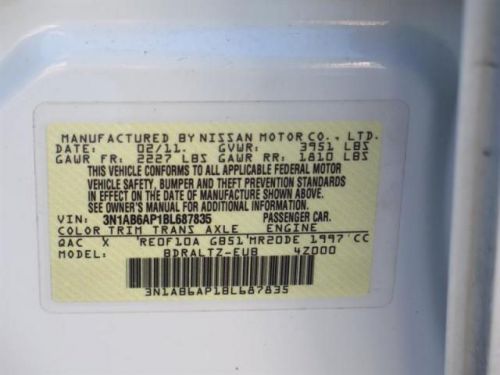 MANUFACTURED BY NISSAN MOTOR CO., LTD.
DATE: 02/11. GVWR: 3951 LBS
GAWR FR: 2227 LBS GAWR RR: 1810 LBS
THIS VEHICLE CONFORMS TO ALL APPLICABLE FEDERAL MOTOR
VEHICLE SAFETY, BUMPER AND THEFT PREVENTION STANDARDS
IN EFFECT ON THE DATE OF MANUFACTURE SHOWN ABOVE.
SEE OWNER'S MANUAL FOR ADDITIONAL INFORMATION.
VIN: 3N1AB6AP1BL687835 PASSENGER CAR.
COLOR TRIM TRANS AXLE ENGINE
QAC X 'RE0F10A GB51'MR20DE 1997'CC
MODEL: BDRALTZ-EUB 4Z000
3N1AB6AP1BL687835